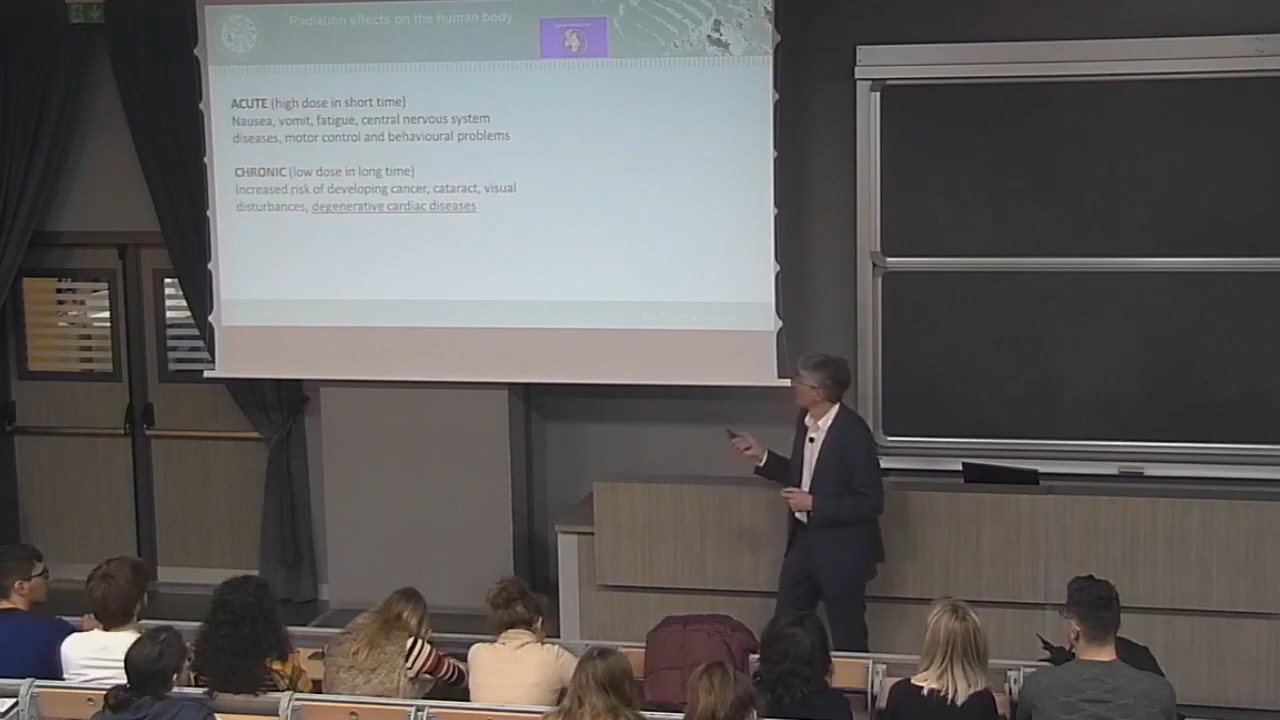 Radiation effects on the human body
ACUTE (high dose in short time)
Nausea, vomit, fatigue, central nervous system
diseases, motor control and behavioural problems
CHRONIC (low dose in long time)
Increased risk of developing cancer, cataract, visual
disturbances, degenerative cardiac diseases